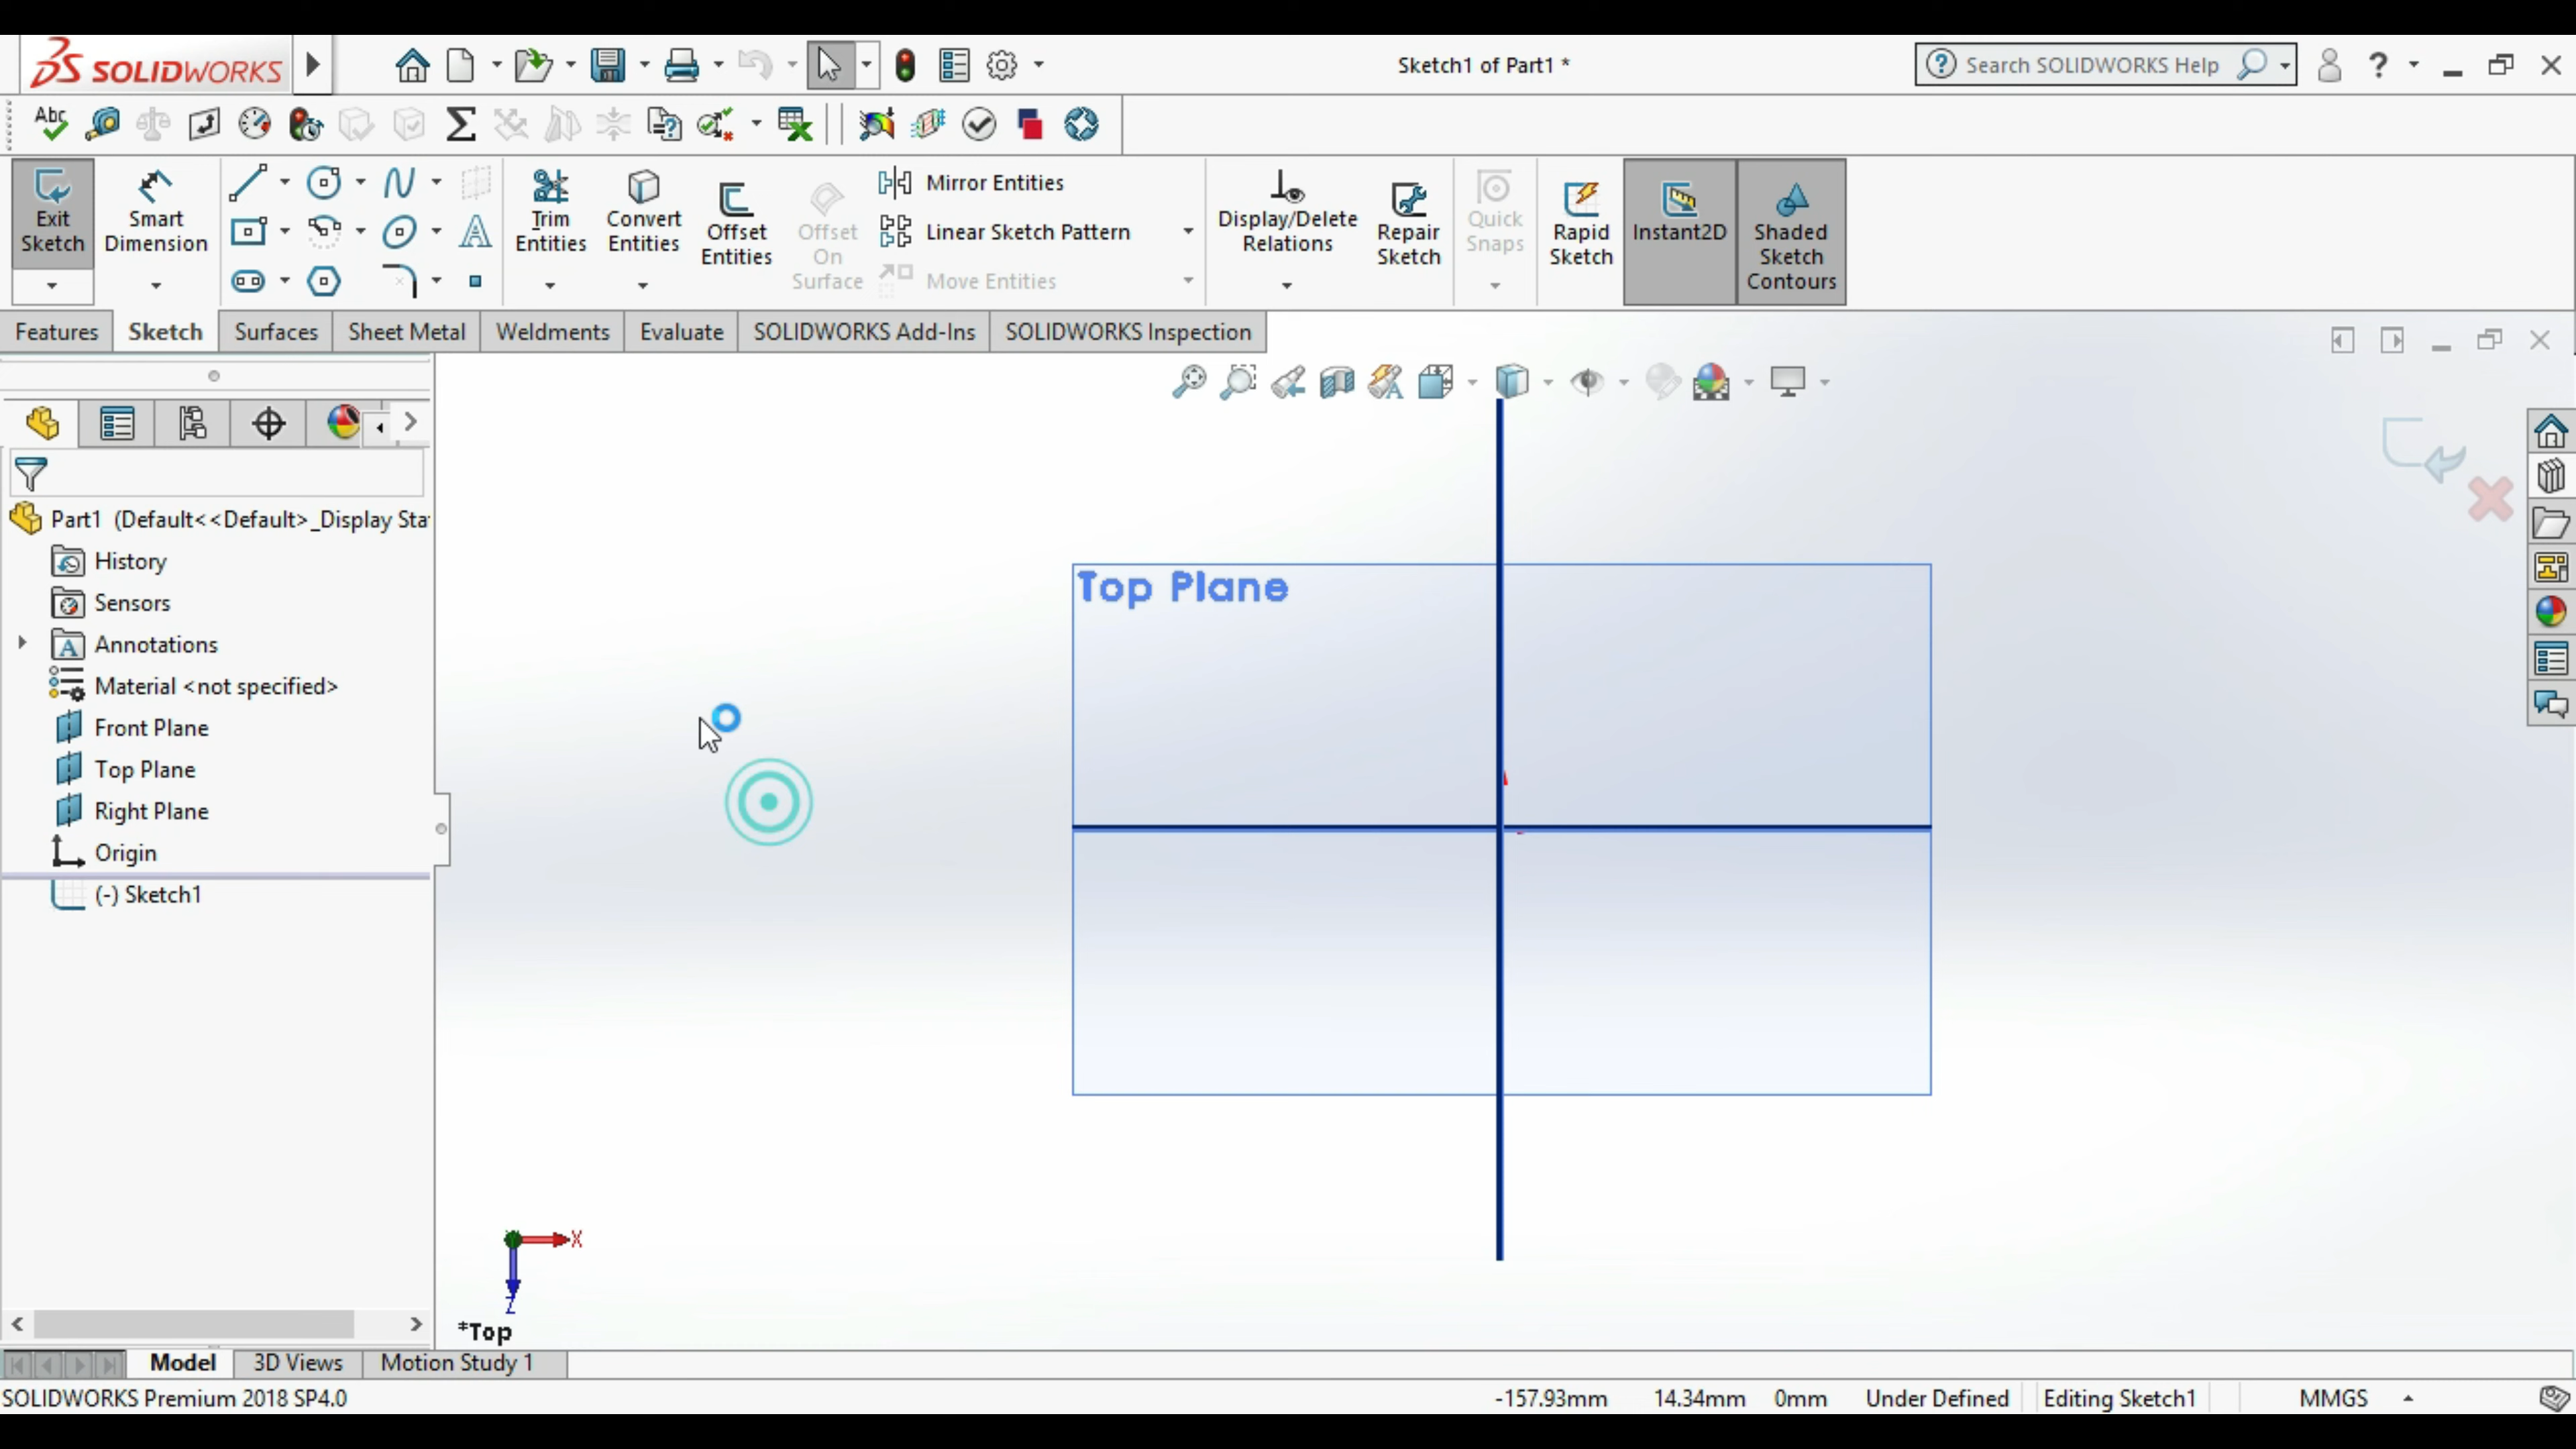 SOLIDWORKS
Sketch1 of Part1 *
Search SOLIDWORKS Help
?
Abc
Exit Sketch
Smart Dimension
Trim Entities
Convert Entities
Offset Entities
Offset On Surface
Mirror Entities
Linear Sketch Pattern
Move Entities
Display/Delete Relations
Repair Sketch
Quick Snaps
Rapid Sketch
Instant2D
Shaded Sketch Contours
Features
Sketch
Surfaces
Sheet Metal
Weldments
Evaluate
SOLIDWORKS Add-Ins
SOLIDWORKS Inspection
Part1 (Default<<Default>_Display Sta
History
Sensors
Annotations
Material <not specified>
Front Plane
Top Plane
Right Plane
Origin
(-) Sketch1
Top Plane
X
Z
*Top
Model
3D Views
Motion Study 1
SOLIDWORKS Premium 2018 SP4.0
-157.93mm
14.34mm
0mm
Under Defined
Editing Sketch1
MMGS